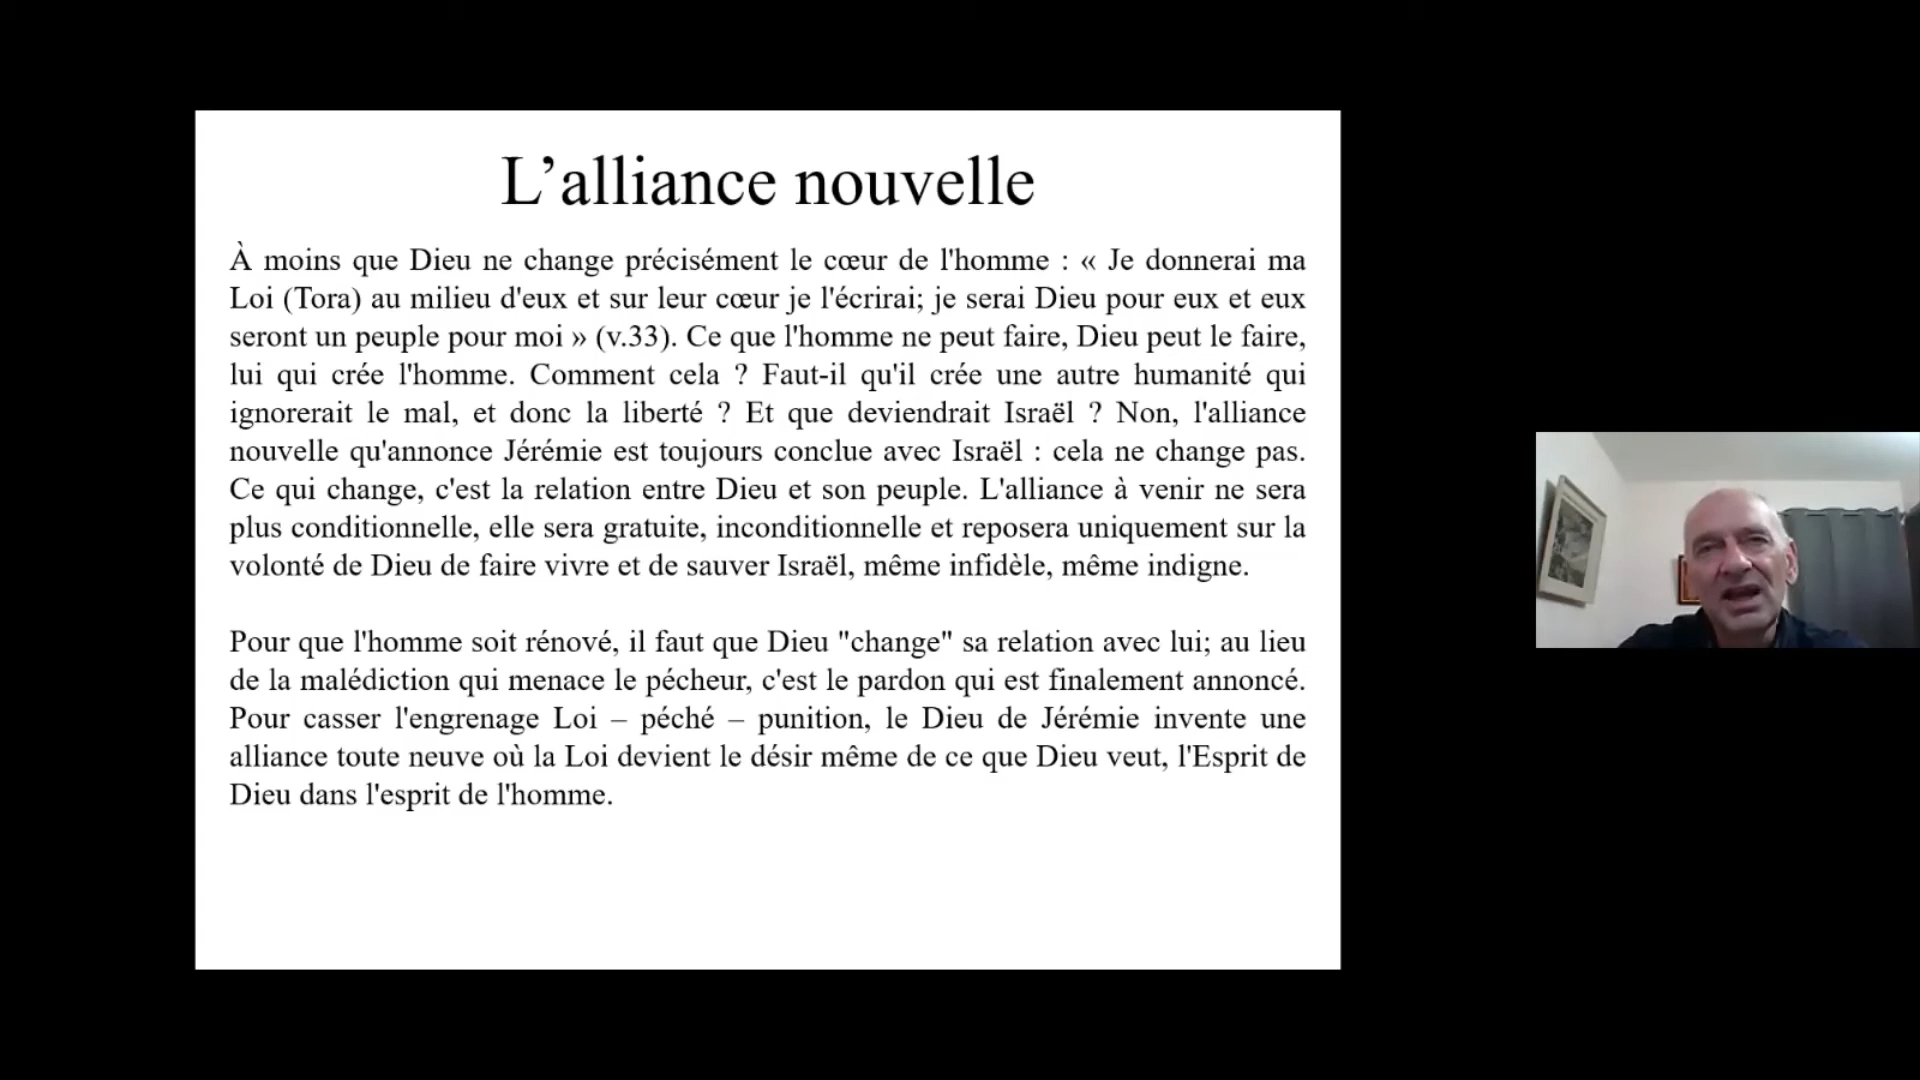 L’alliance nouvelle
À moins que Dieu ne change précisément le cœur de l'homme : « Je donnerai ma
Loi (Tora) au milieu d'eux et sur leur cœur je l'écrirai; je serai Dieu pour eux et eux
seront un peuple pour moi » (v.33). Ce que l'homme ne peut faire, Dieu peut le faire,
lui qui crée l'homme. Comment cela ? Faut-il qu'il crée une autre humanité qui
ignorerait le mal, et donc la liberté ? Et que deviendrait Israël ? Non, l'alliance
nouvelle qu'annonce Jérémie est toujours conclue avec Israël : cela ne change pas.
Ce qui change, c'est la relation entre Dieu et son peuple. L'alliance à venir ne sera
plus conditionnelle, elle sera gratuite, inconditionnelle et reposera uniquement sur la
volonté de Dieu de faire vivre et de sauver Israël, même infidèle, même indigne.
Pour que l'homme soit rénové, il faut que Dieu "change" sa relation avec lui; au lieu
de la malédiction qui menace le pécheur, c'est le pardon qui est finalement annoncé.
Pour casser l'engrenage Loi – péché – punition, le Dieu de Jérémie invente une
alliance toute neuve où la Loi devient le désir même de ce que Dieu veut, l'Esprit de
Dieu dans l'esprit de l'homme.